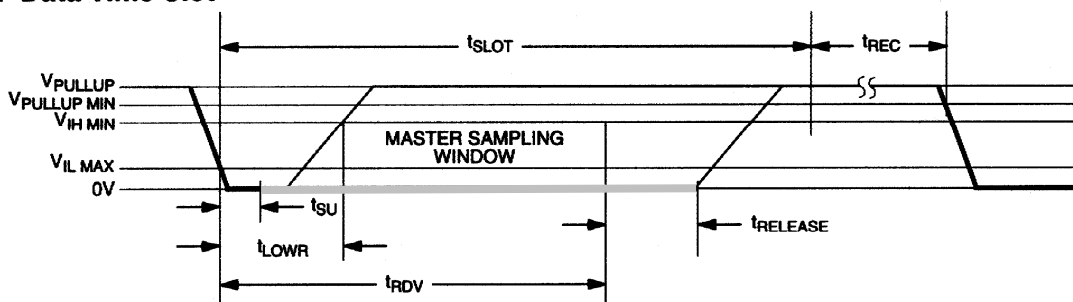 Data Time Slot
tSLOT
tREC
VPULLUP
VPULLUP MIN
VIH MIN
MASTER SAMPLING
WINDOW
VIL MAX
0V
tSU
tRELEASE
tLOWR
tRDV